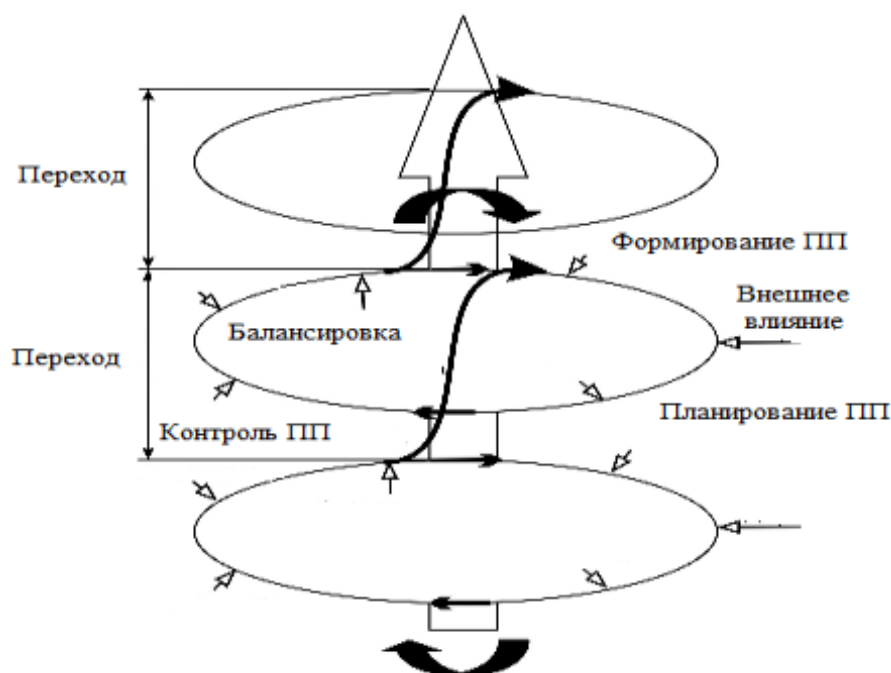 Переход
Формирование ПП
Внешнее
влияние
Балансировка
Переход
Планирование ПП
Контроль ПП